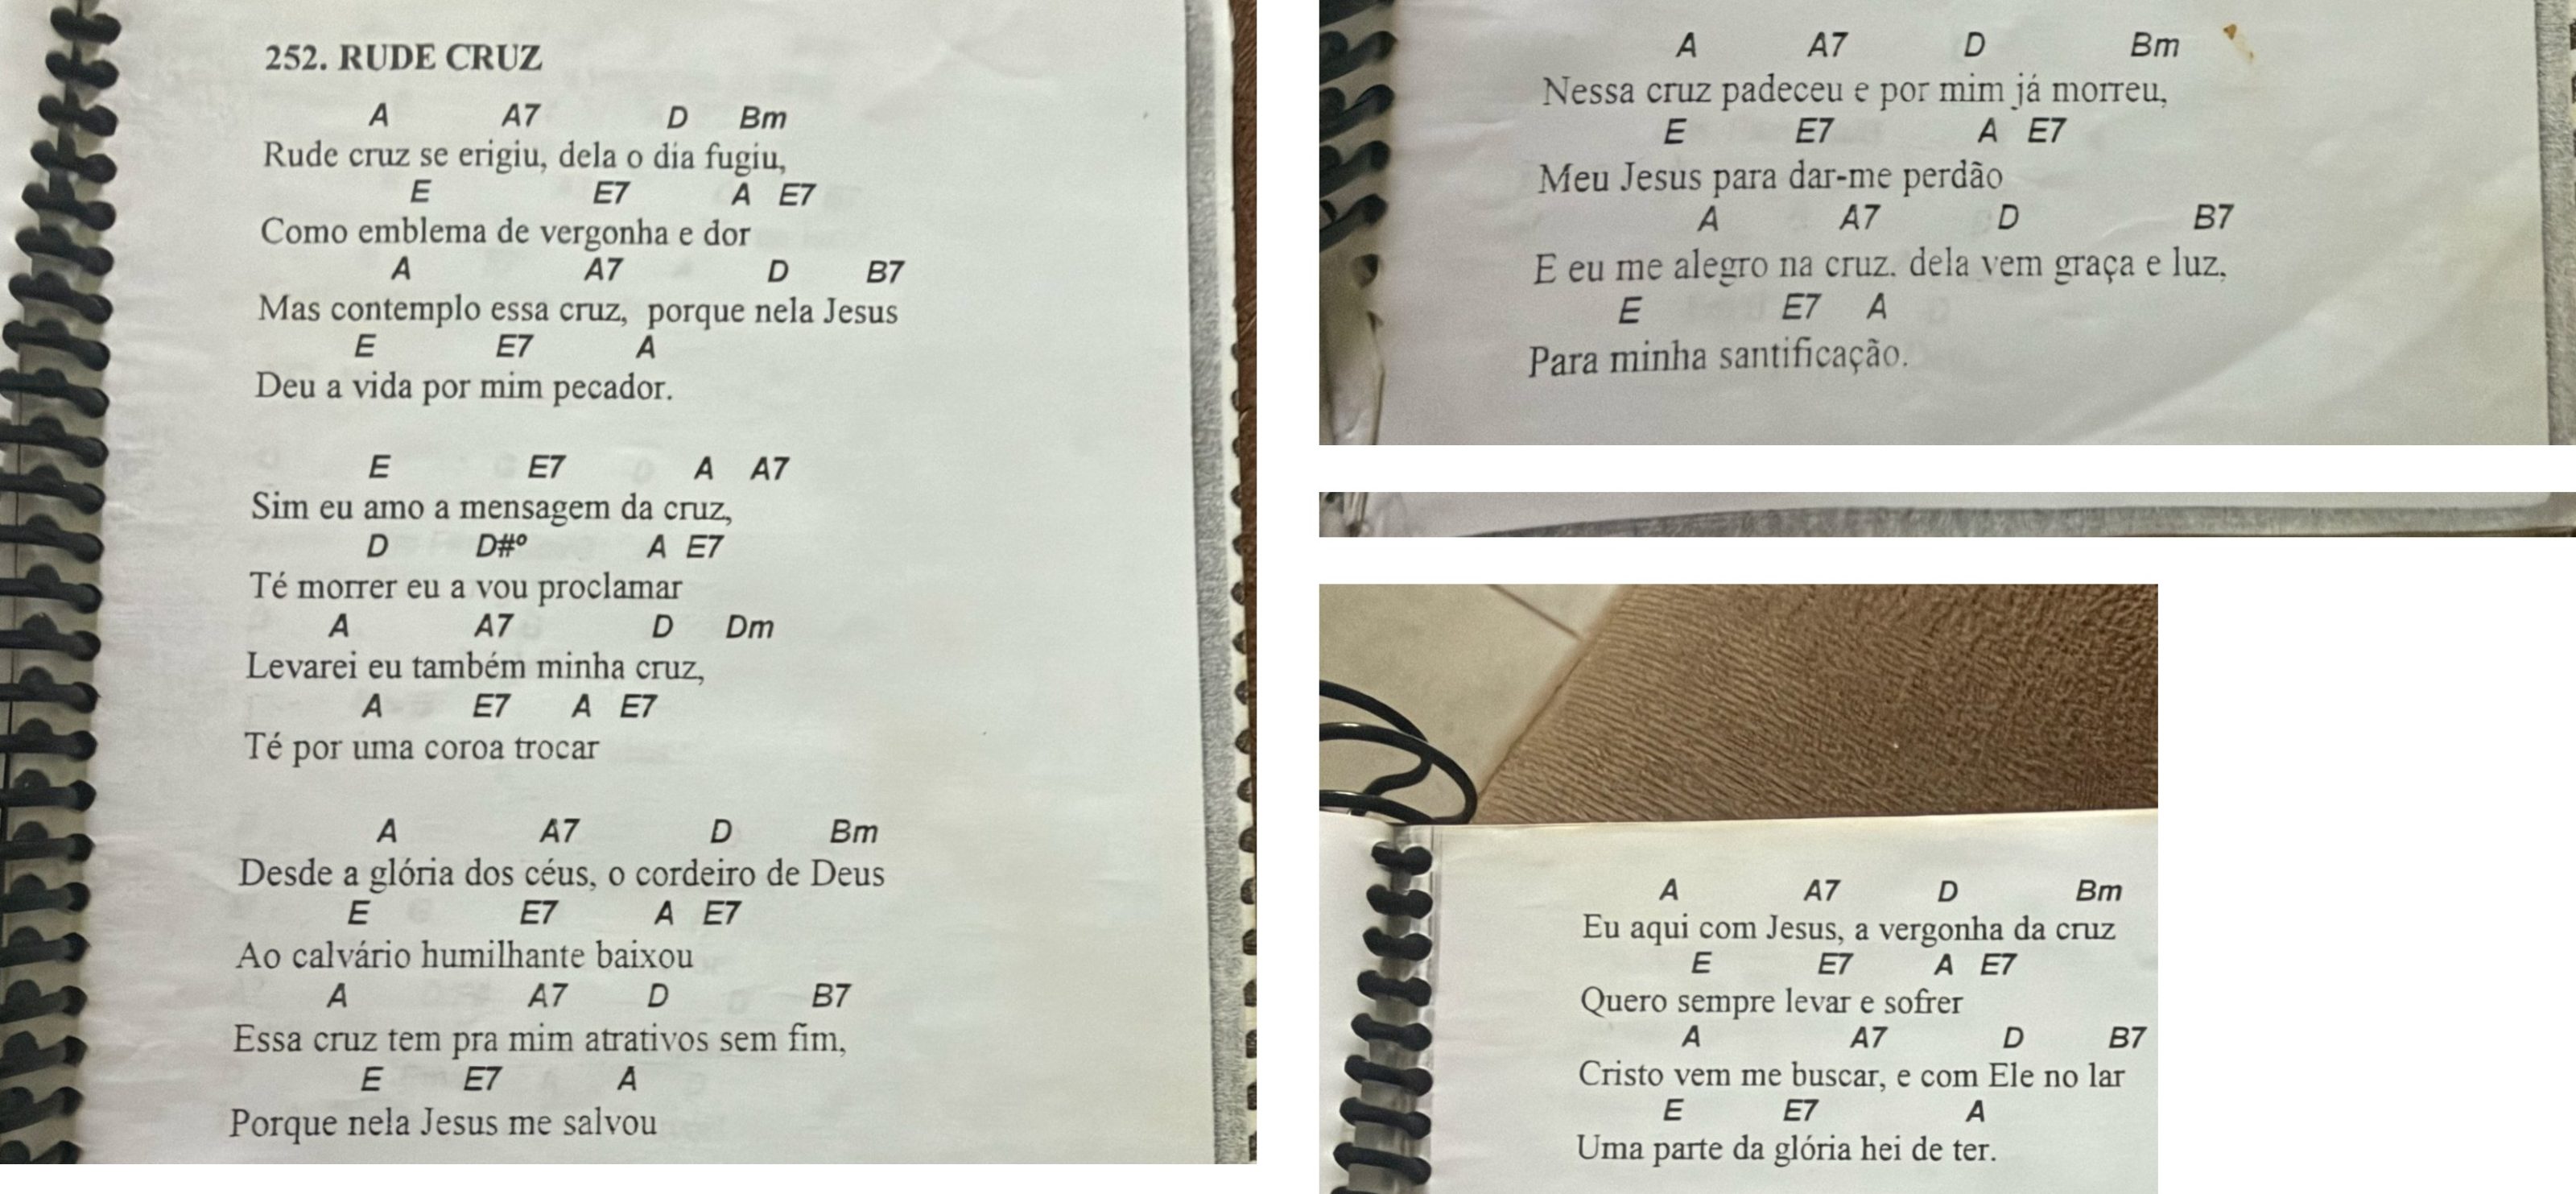 252. RUDE CRUZ
A A7 D Bm
Rude cruz se erigiu, dela o dia fugiu,
E E7 A E7
Como emblema de vergonha e dor
A A7 D B7
Mas contemplo essa cruz, porque nela Jesus
E E7 A
Deu a vida por mim pecador.
E E7 A A7
Sim eu amo a mensagem da cruz,
D D#º A E7
Té morrer eu a vou proclamar
A A7 D Dm
Levarei eu também minha cruz,
A E7 A E7
Té por uma coroa trocar
A A7 D Bm
Desde a glória dos céus, o cordeiro de Deus
E E7 A E7
Ao calvário humilhante baixou
A A7 D B7
Essa cruz tem pra mim atrativos sem fim,
E E7 A
Porque nela Jesus me salvou
A A7 D Bm
Nessa cruz padeceu e por mim já morreu,
E E7 A E7
Meu Jesus para dar-me perdão
A A7 D B7
E eu me alegro na cruz. dela vem graça e luz,
E E7 A
Para minha santificação.
A A7 D Bm
Eu aqui com Jesus, a vergonha da cruz
E E7 A E7
Quero sempre levar e sofrer
A A7 D B7
Cristo vem me buscar, e com Ele no lar
E E7 A
Uma parte da glória hei de ter.